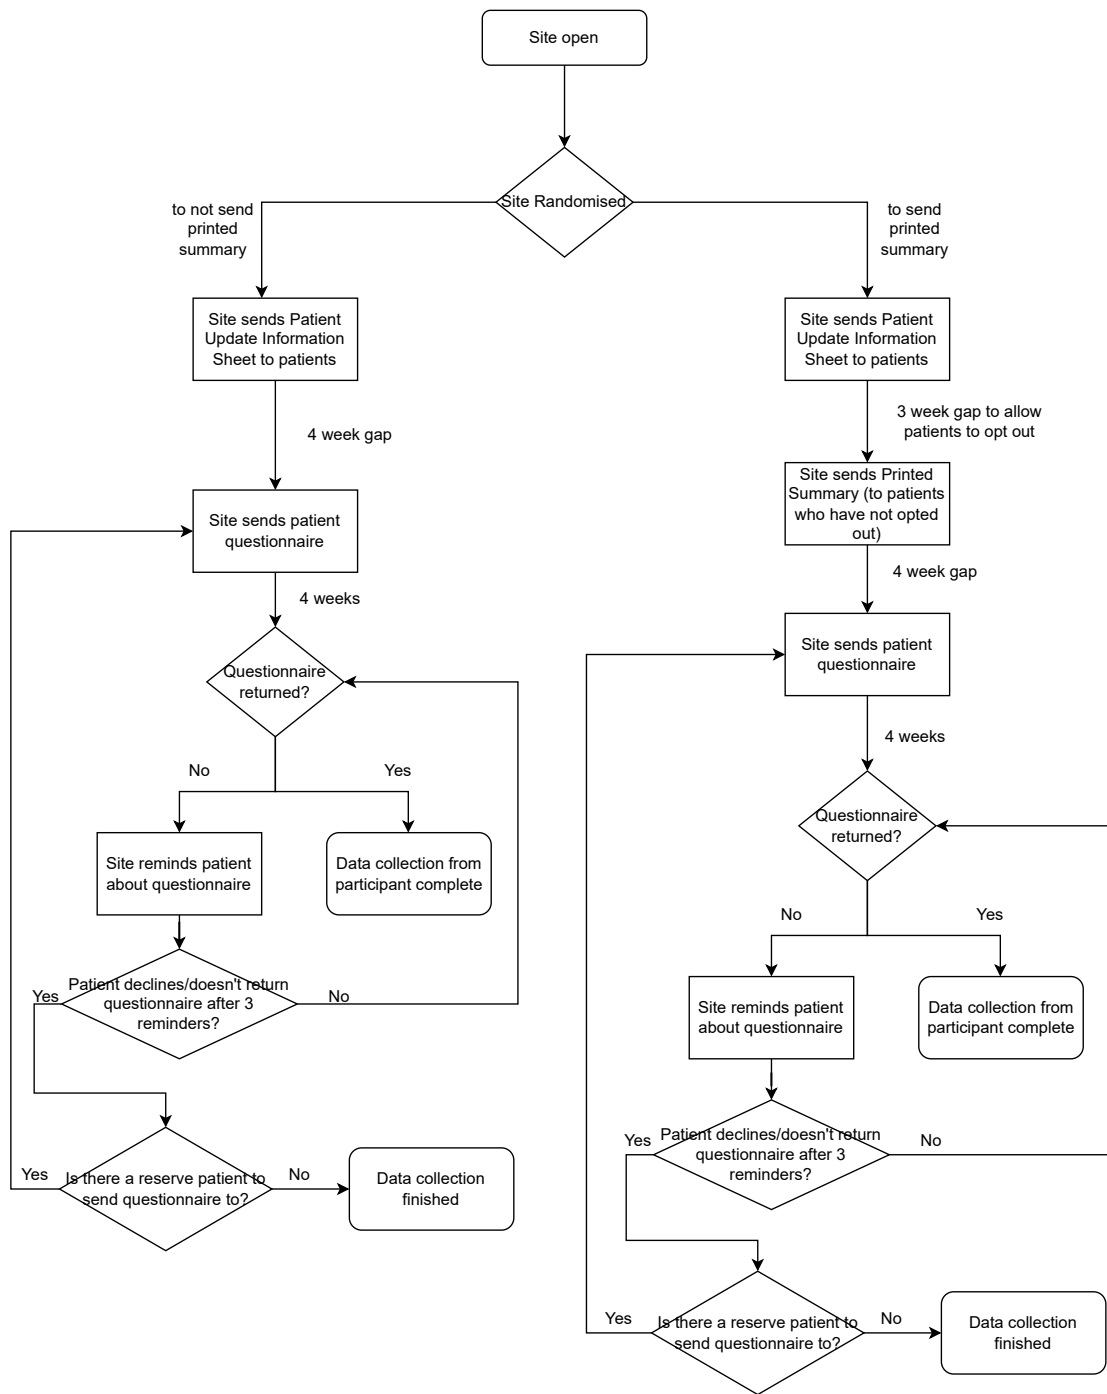 Site open
Site Randomised
to not send
printed
summary
to send
printed
summary
Site sends Patient
Update Information
Sheet to patients
4 week gap
Site sends patient
questionnaire
4 weeks
Questionnaire
returned?
No
Yes
Site reminds patient
about questionnaire
Data collection from
participant complete
Patient declines/doesn't return
questionnaire after 3
reminders?
Yes
No
Is there a reserve patient to
send questionnaire to?
Yes
No
Data collection
finished
Site sends Patient
Update Information
Sheet to patients
3 week gap to allow
patients to opt out
Site sends Printed
Summary (to patients
who have not opted
out)
4 week gap
Site sends patient
questionnaire
4 weeks
Questionnaire
returned?
No
Yes
Site reminds patient
about questionnaire
Data collection from
participant complete
Patient declines/doesn't return
questionnaire after 3
reminders?
Yes
No
Is there a reserve patient to
send questionnaire to?
Yes
No
Data collection
finished